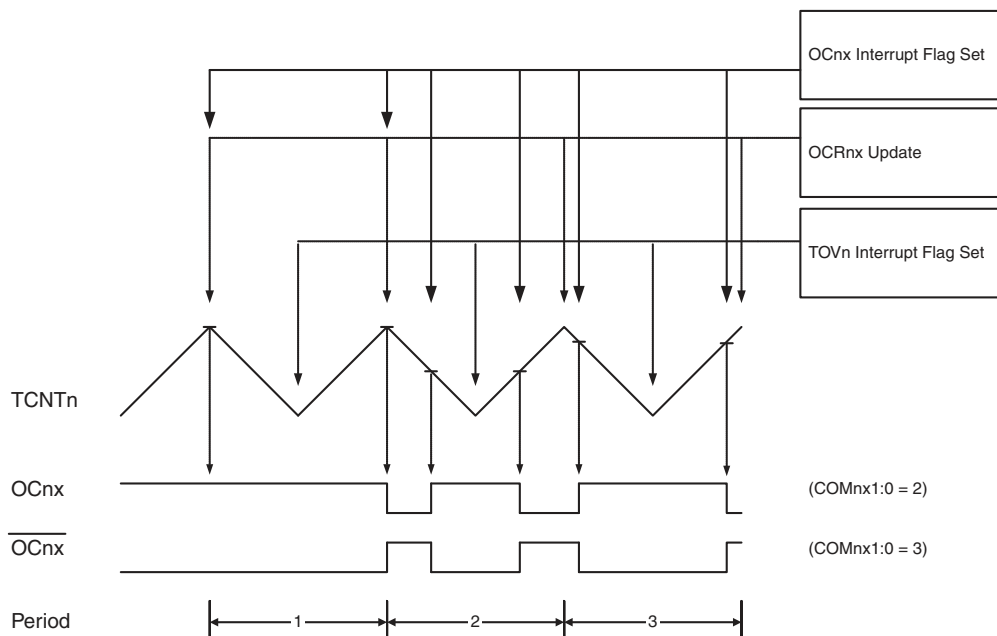 OCnx Interrupt Flag Set
OCRnx Update
TOVn Interrupt Flag Set
TCNTn
OCnx
(COMnx1:0 = 2)
OCnx
(COMnx1:0 = 3)
Period
1
2
3